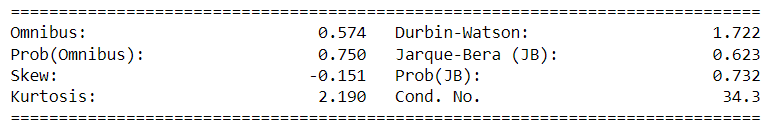 ==============================================================================
Omnibus:                        0.574   Durbin-Watson:                   1.722
Prob(Omnibus):                  0.750   Jarque-Bera (JB):                0.623
Skew:                          -0.151   Prob(JB):                        0.732
Kurtosis:                       2.190   Cond. No.                         34.3
==============================================================================